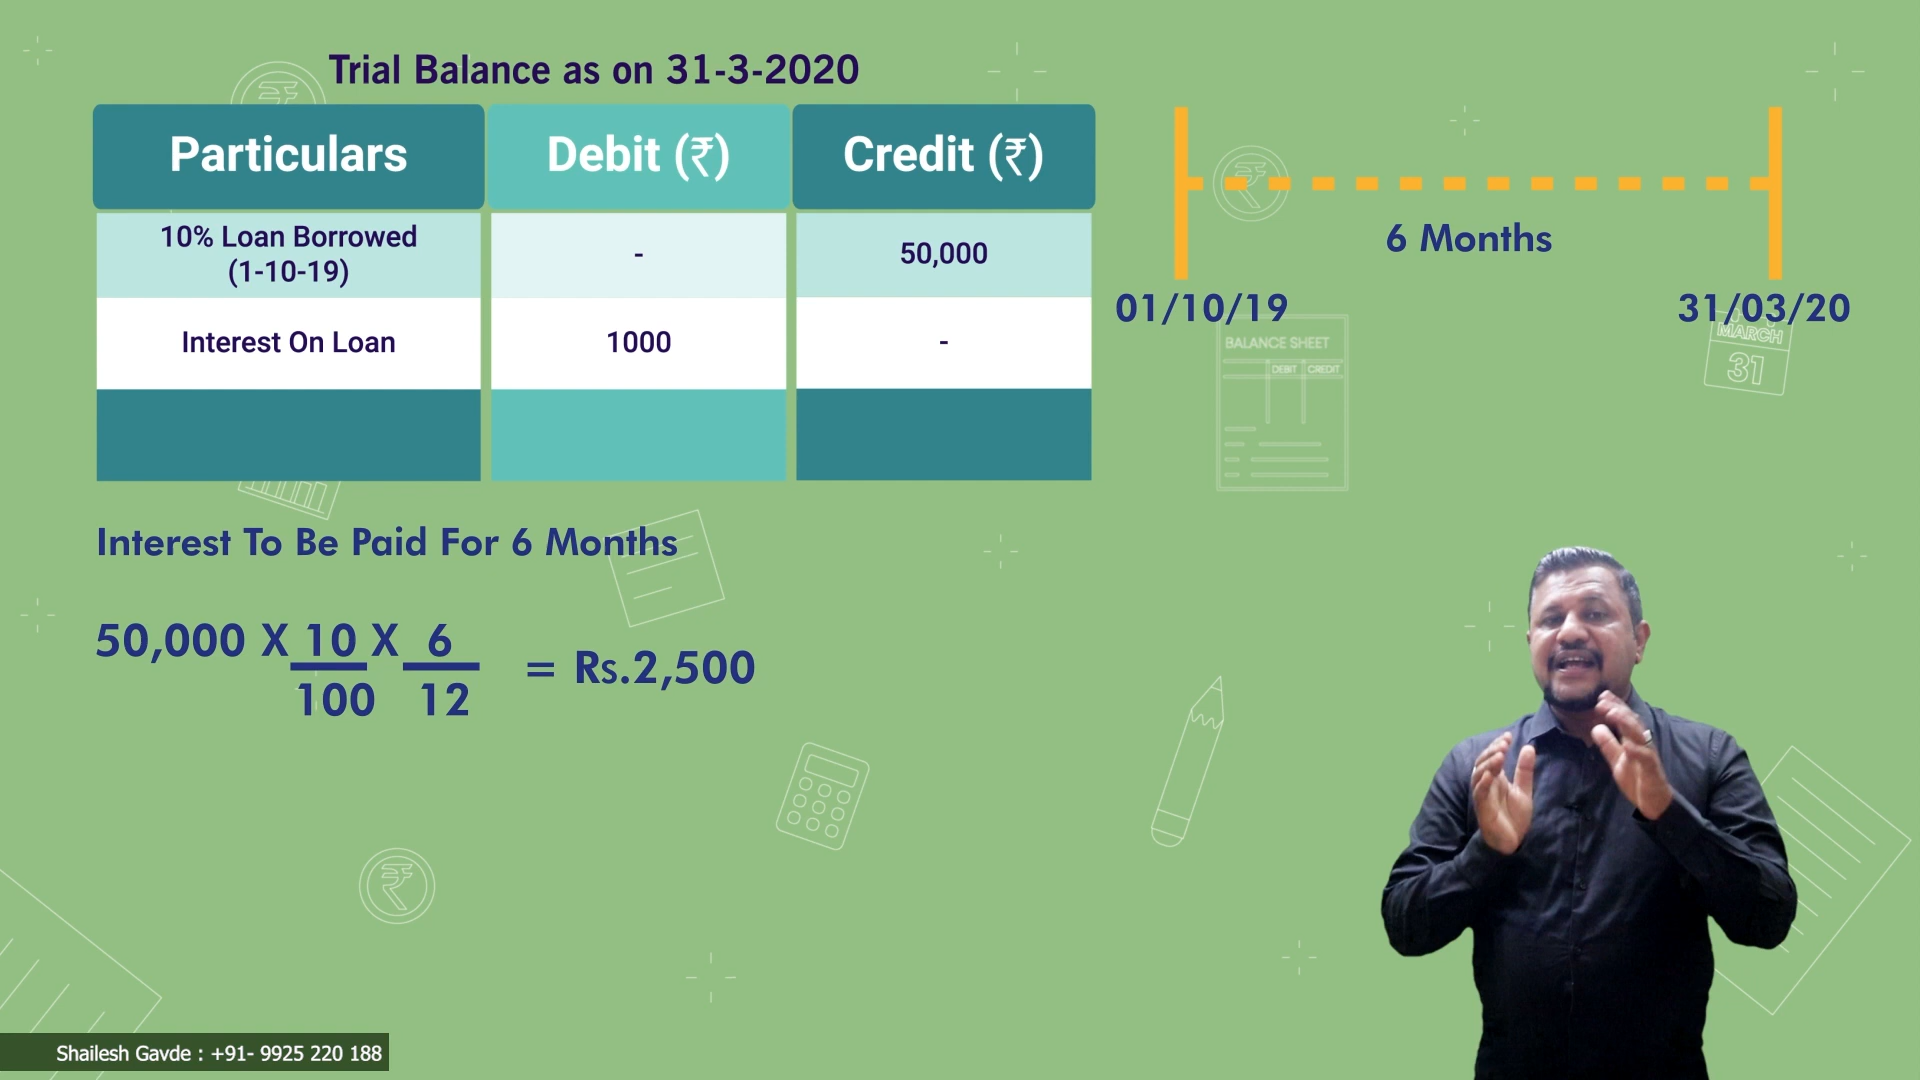 Trial Balance as on 31-3-2020
Particulars Debit (₹) Credit (₹)
10% Loan Borrowed
(1-10-19)
- 50,000
Interest On Loan 1000 -
6 Months
01/10/19 31/03/20
BALANCE SHEET
DEBIT CREDIT
MARCH
31
Interest To Be Paid For 6 Months
50,000 X 10 X 6
100 12
= Rs.2,500
Shailesh Gavde : +91- 9925 220 188